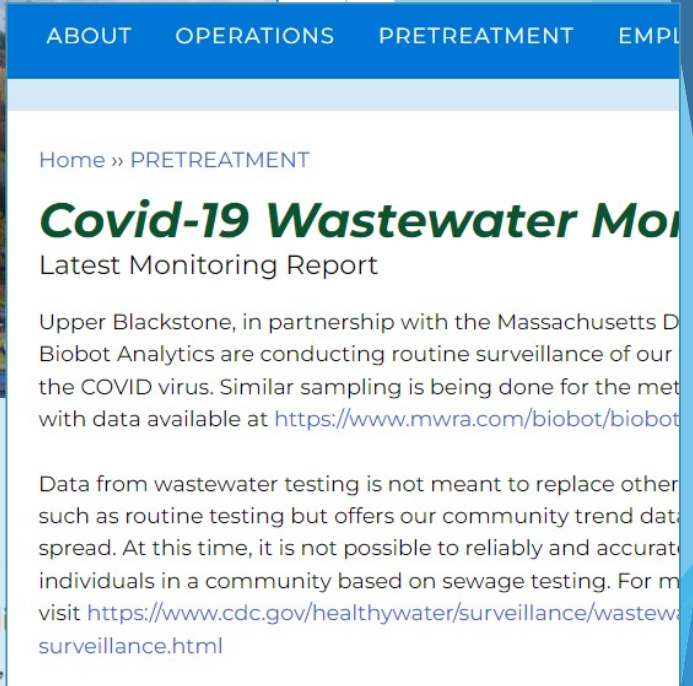 ABOUT OPERATIONS PRETREATMENT EMPL
Home ›› PRETREATMENT
Covid-19 Wastewater Mon
Latest Monitoring Report
Upper Blackstone, in partnership with the Massachusetts D
Biobot Analytics are conducting routine surveillance of our
the COVID virus. Similar sampling is being done for the met
with data available at https://www.mwra.com/biobot/biobot
Data from wastewater testing is not meant to replace other
such as routine testing but offers our community trend data
spread. At this time, it is not possible to reliably and accurate
individuals in a community based on sewage testing. For m
visit https://www.cdc.gov/healthywater/surveillance/wastewa
surveillance.html